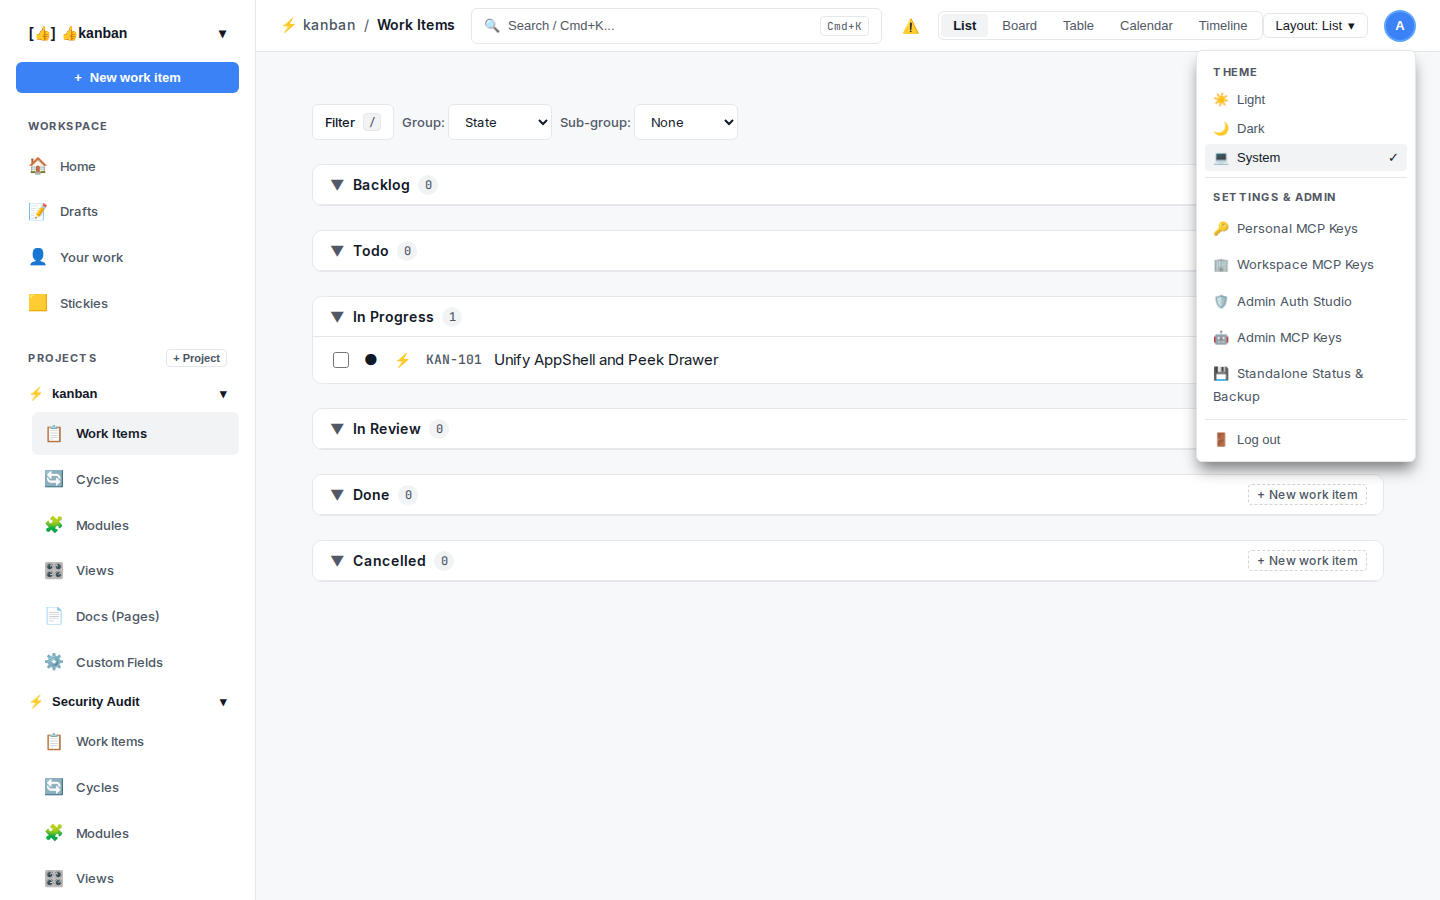 [👍] 👍kanban ▾
+ New work item
WORKSPACE
🏠 Home
📝 Drafts
👤 Your work
🟨 Stickies
PROJECTS + Project
⚡ kanban ▾
📋 Work Items
🔄 Cycles
🧩 Modules
🎛️ Views
📄 Docs (Pages)
⚙️ Custom Fields
⚡ Security Audit ▾
📋 Work Items
🔄 Cycles
🧩 Modules
🎛️ Views
⚡ kanban / Work Items
🔍 Search / Cmd+K... Cmd+K
⚠️
List Board Table Calendar Timeline
Layout: List ▾
A
Filter /
Group: State
Sub-group: None
▼ Backlog 0
▼ Todo 0
▼ In Progress 1
● ⚡ KAN-101 Unify AppShell and Peek Drawer
▼ In Review 0
▼ Done 0 + New work item
▼ Cancelled 0 + New work item
THEME
☀️ Light
🌙 Dark
💻 System ✓
SETTINGS & ADMIN
🔑 Personal MCP Keys
🏢 Workspace MCP Keys
🛡️ Admin Auth Studio
🤖 Admin MCP Keys
💾 Standalone Status &
Backup
🚪 Log out